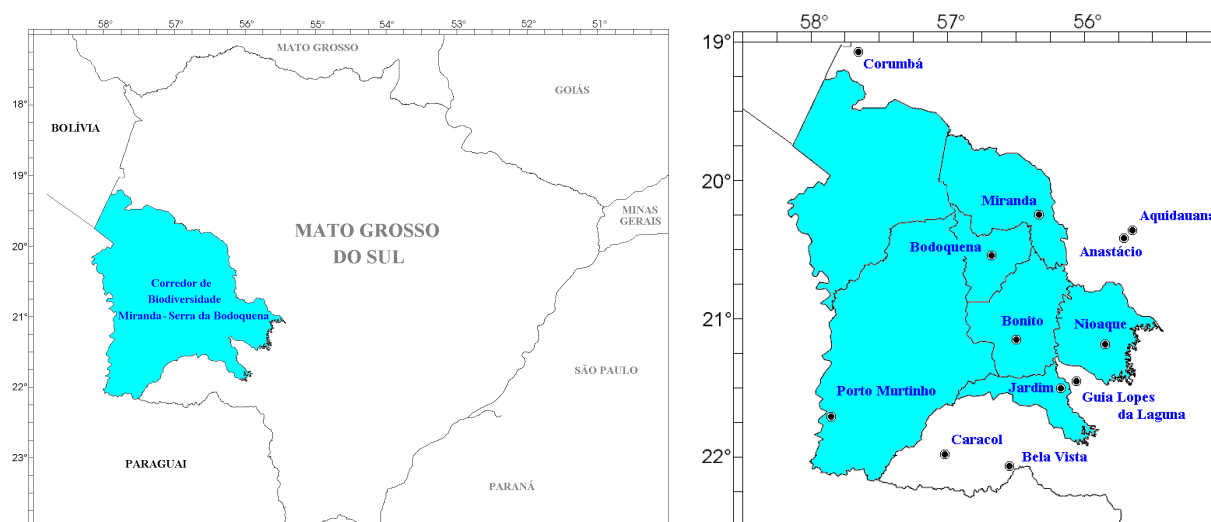 58°
57°
56°
55°
54°
53°
52°
51°
MATO GROSSO
GOIÁS
18°
BOLÍVIA
19°
MINAS
GERAIS
MATO GROSSO
DO SUL
20°
Corredor de
Biodiversidade
Miranda - Serra da Bodoquena
21°
SÃO PAULO
22°
23°
PARAGUAI
PARANÁ
58°
57°
56°
19°
Corumbá
20°
Miranda
Aquidauana
Bodoquena
Anastácio
21°
Bonito
Nioaque
Porto Murtinho
Jardim
Guia Lopes
da Laguna
Caracol
Bela Vista
22°